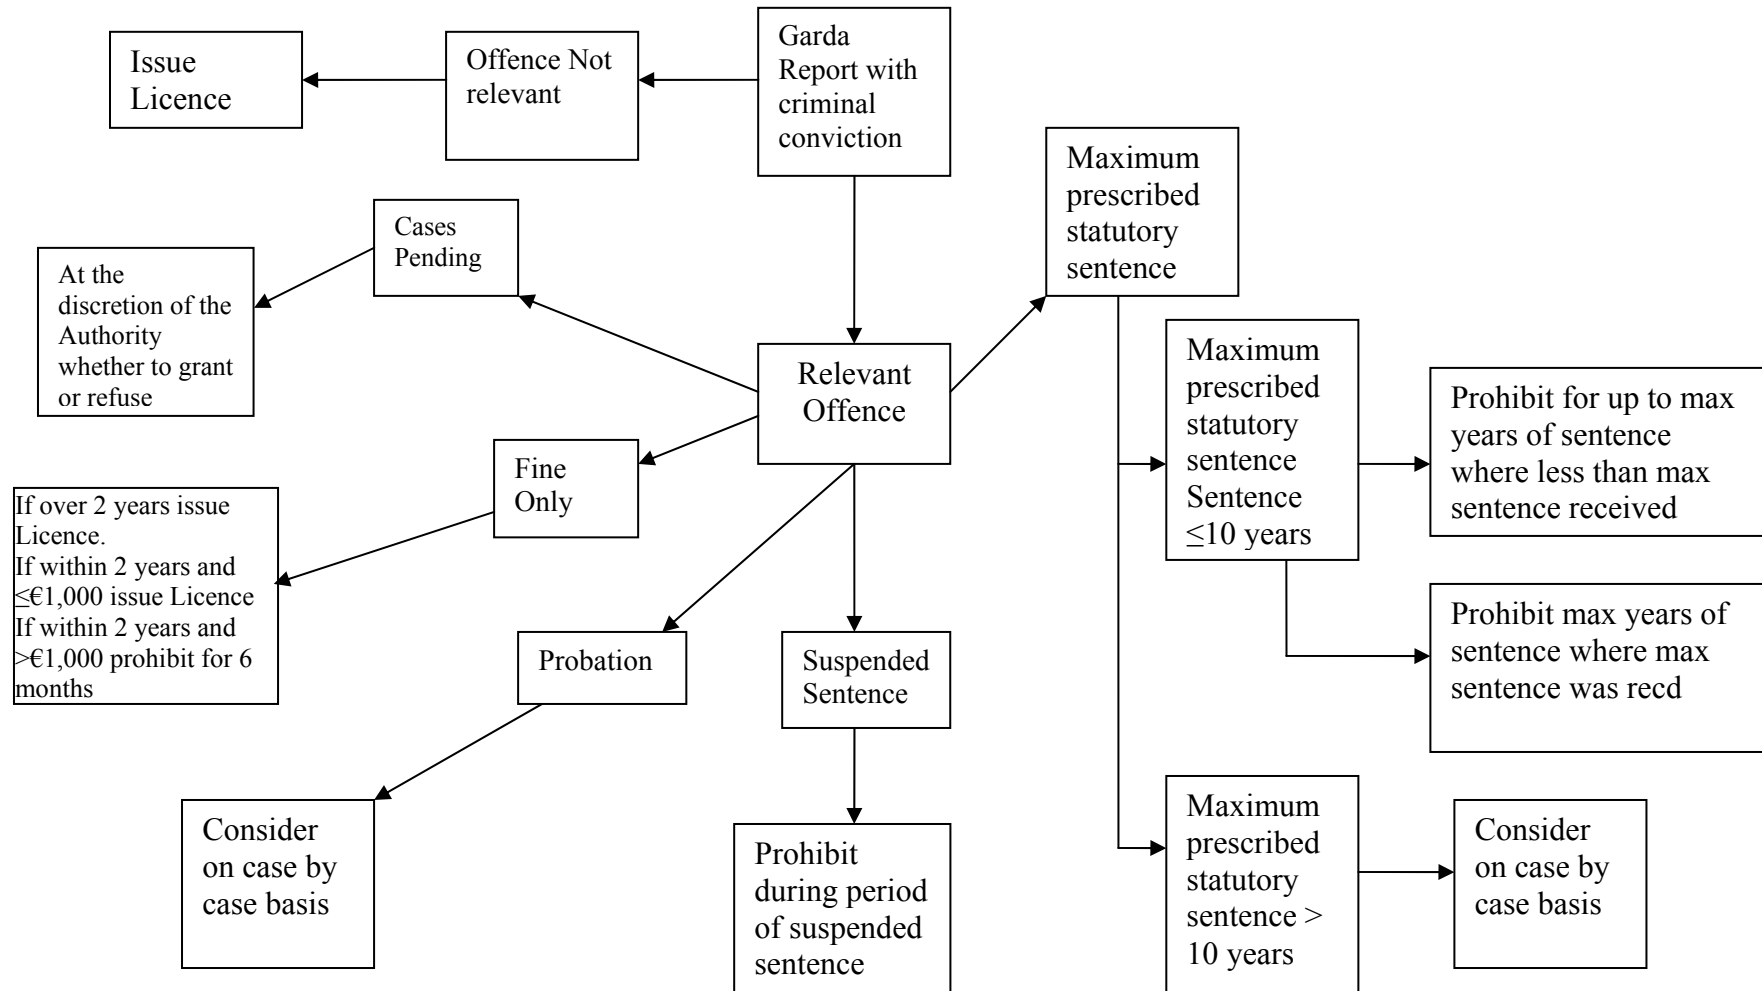 Issue
Licence
Offence Not
relevant
Garda
Report with
criminal
conviction
Maximum
prescribed
statutory
sentence
Cases
Pending
At the
discretion of the
Authority
whether to grant
or refuse
Relevant
Offence
Maximum
prescribed
statutory
sentence
Sentence
≤10 years
Prohibit for up to max
years of sentence
where less than max
sentence received
Fine
Only
If over 2 years issue
Licence.
If within 2 years and
≤€1,000 issue Licence
If within 2 years and
>€1,000 prohibit for 6
months
Prohibit max years of
sentence where max
sentence was recd
Probation
Suspended
Sentence
Consider
on case by
case basis
Prohibit
during period
of suspended
sentence
Maximum
prescribed
statutory
sentence >
10 years
Consider
on case by
case basis